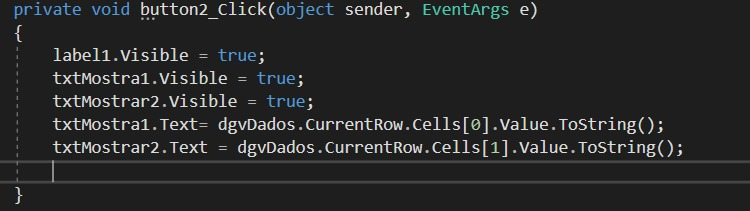 private void button2_Click(object sender, EventArgs e)
{
label1.Visible = true;
txtMostra1.Visible = true;
txtMostrar2.Visible = true;
txtMostra1.Text= dgvDados.CurrentRow.Cells[0].Value.ToString();
txtMostrar2.Text = dgvDados.CurrentRow.Cells[1].Value.ToString();
}